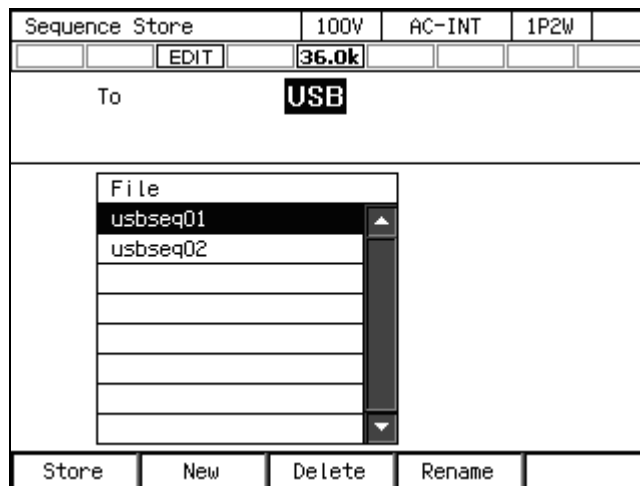 Sequence Store 100V AC-INT 1P2W
EDIT 36.0k
To USB
File
usbseq01
usbseq02
Store New Delete Rename